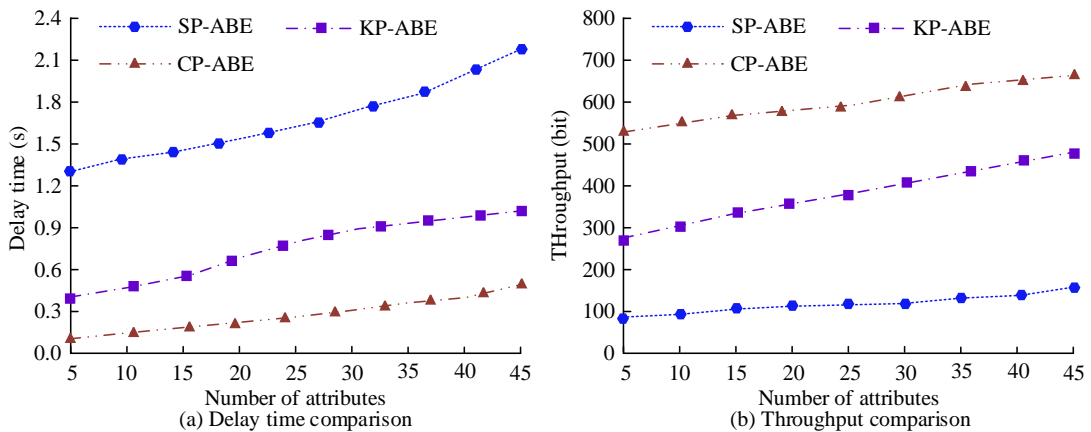 SP-ABE
KP-ABE
CP-ABE
2.4
2.1
1.8
1.5
1.2
0.9
0.6
0.3
0.0
Delay time (s)
5 10 15 20 25 30 35 40 45
Number of attributes
(a) Delay time comparison
SP-ABE
KP-ABE
CP-ABE
800
700
600
500
400
300
200
100
0
THroughput (bit)
5 10 15 20 25 30 35 40 45
Number of attributes
(b) Throughput comparison